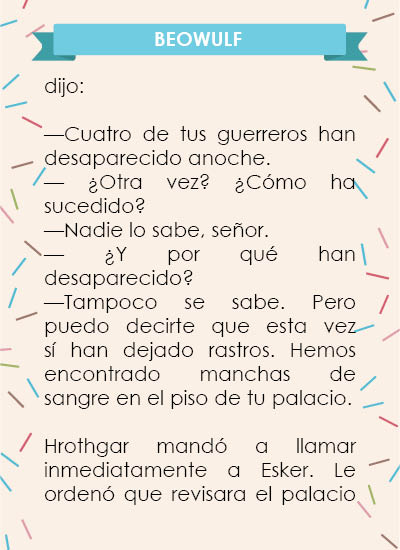 BEOWULF
dijo:
—Cuatro de tus guerreros han
desaparecido anoche.
— ¿Otra vez? ¿Cómo ha
sucedido?
—Nadie lo sabe, señor.
— ¿Y por qué han
desaparecido?
—Tampoco se sabe. Pero
puedo decirte que esta vez
sí han dejado rastros. Hemos
encontrado manchas de
sangre en el piso de tu palacio.
Hrothgar mandó a llamar
inmediatamente a Esker. Le
ordenó que revisara el palacio